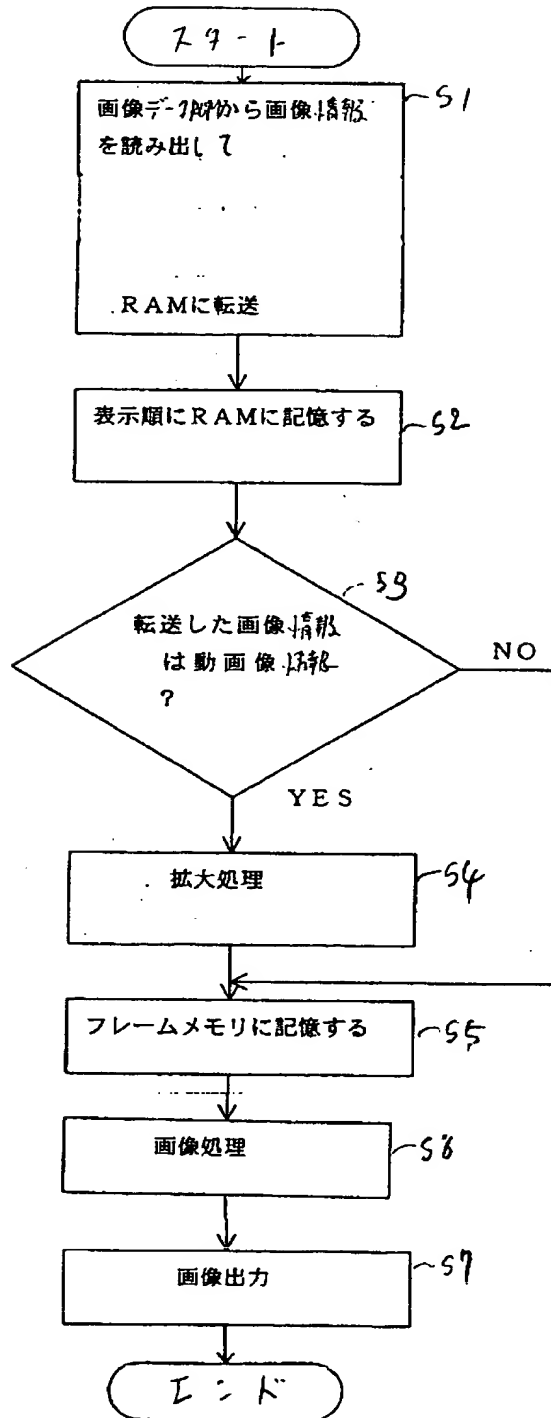 スタート
画像データROMから画像情報
を読み出して
RAMに転送
S1
表示順にRAMに記憶する
S2
S3
転送した画像情報
は動画像情報
?
NO
YES
拡大処理
S4
フレームメモリに記憶する
S5
画像処理
S6
画像出力
S7
エンド